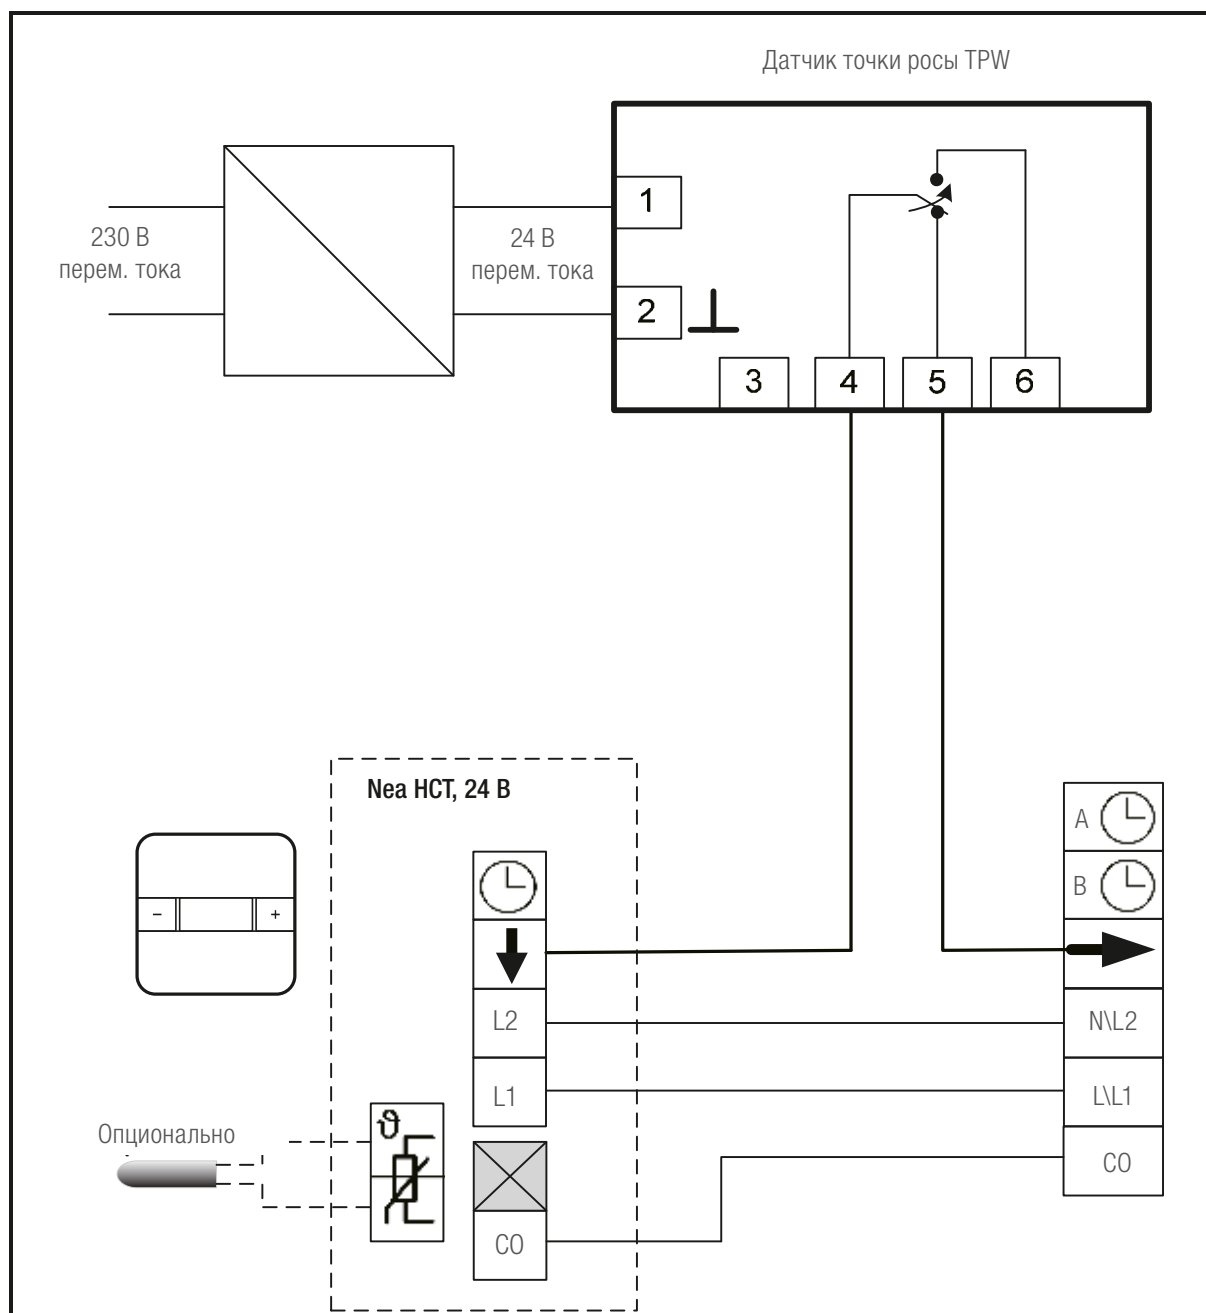 Датчик точки росы TPW
230 В
перем. тока
24 В
перем. тока
1
2
3
4
5
6
Nea HCT, 24 В
- +
L2
L1
CO
ϑ
Опционально
A
B
N\L2
L\L1
CO